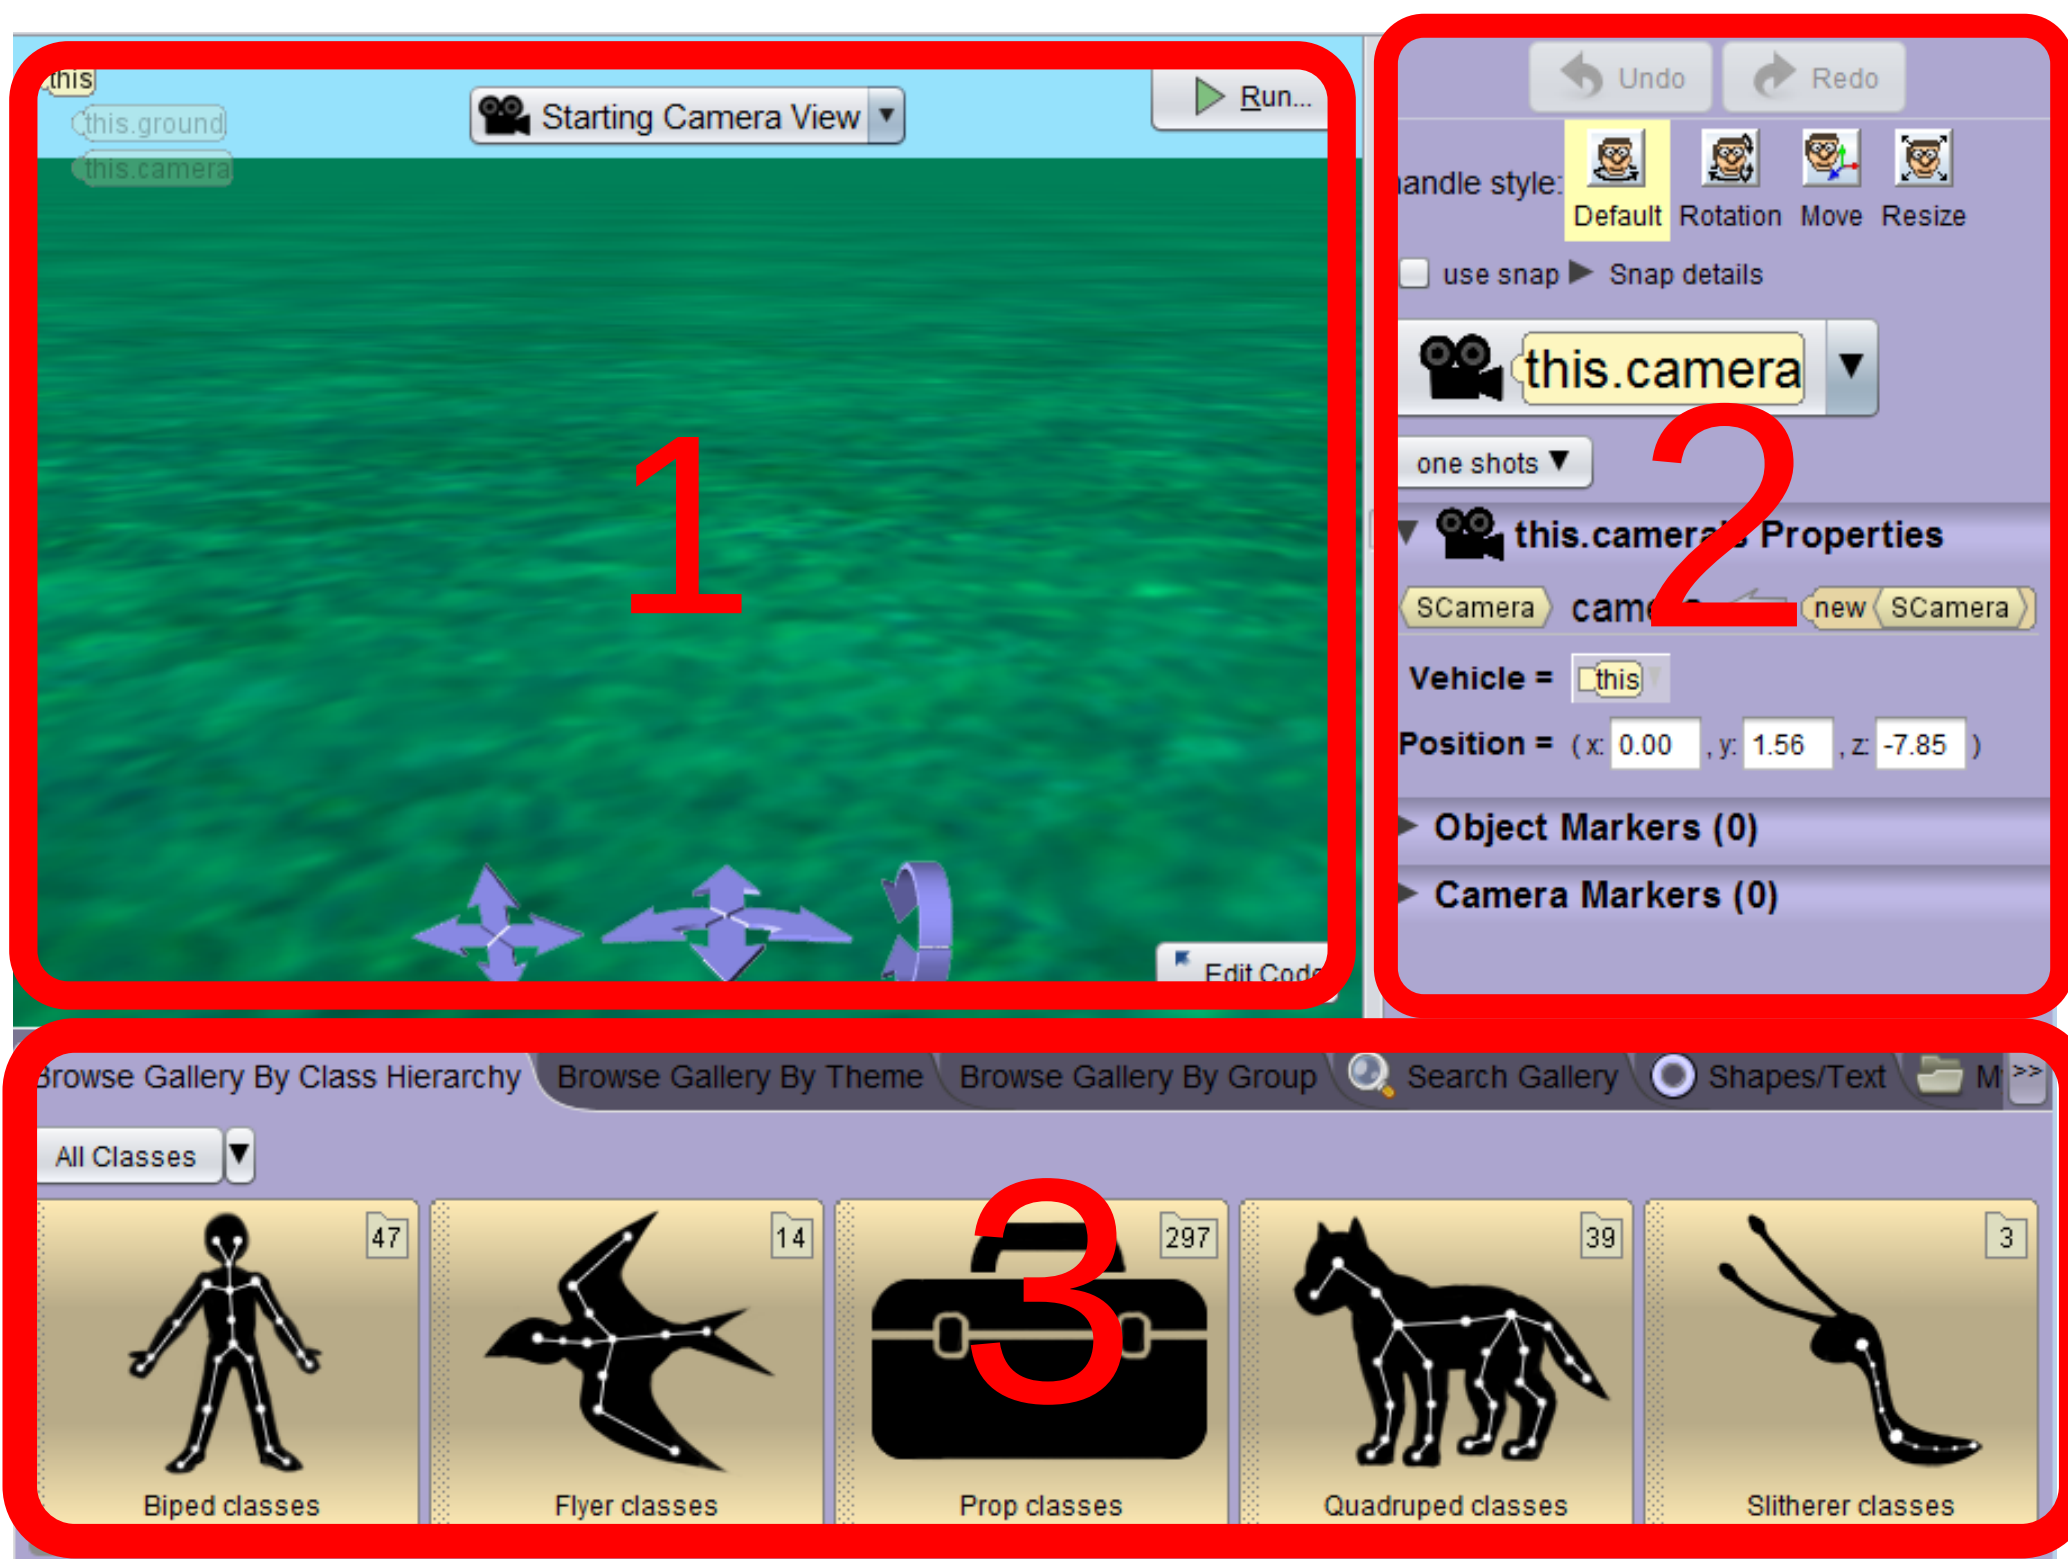 this
this.ground
this.camera
Starting Camera View
Run...
1
Edit Code
Undo Redo
handle style:
Default Rotation Move Resize
use snap Snap details
this.camera
one shots
2
this.camera's Properties
SCamera camera new SCamera
Vehicle = this
Position = ( x: 0.00 , y: 1.56 , z: -7.85 )
Object Markers (0)
Camera Markers (0)
Browse Gallery By Class Hierarchy Browse Gallery By Theme Browse Gallery By Group Search Gallery Shapes/Text >>
All Classes
47 14 297 39 3
3
Biped classes Flyer classes Prop classes Quadruped classes Slitherer classes